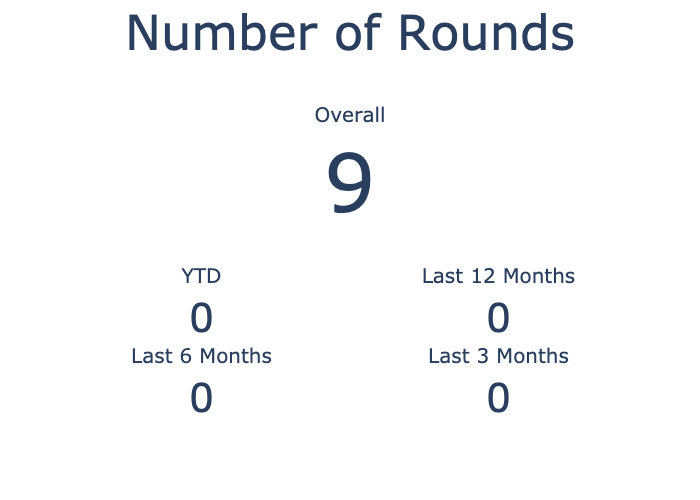 Number of Rounds
Overall
9
YTD
Last 12 Months
0
0
Last 6 Months
Last 3 Months
0
0